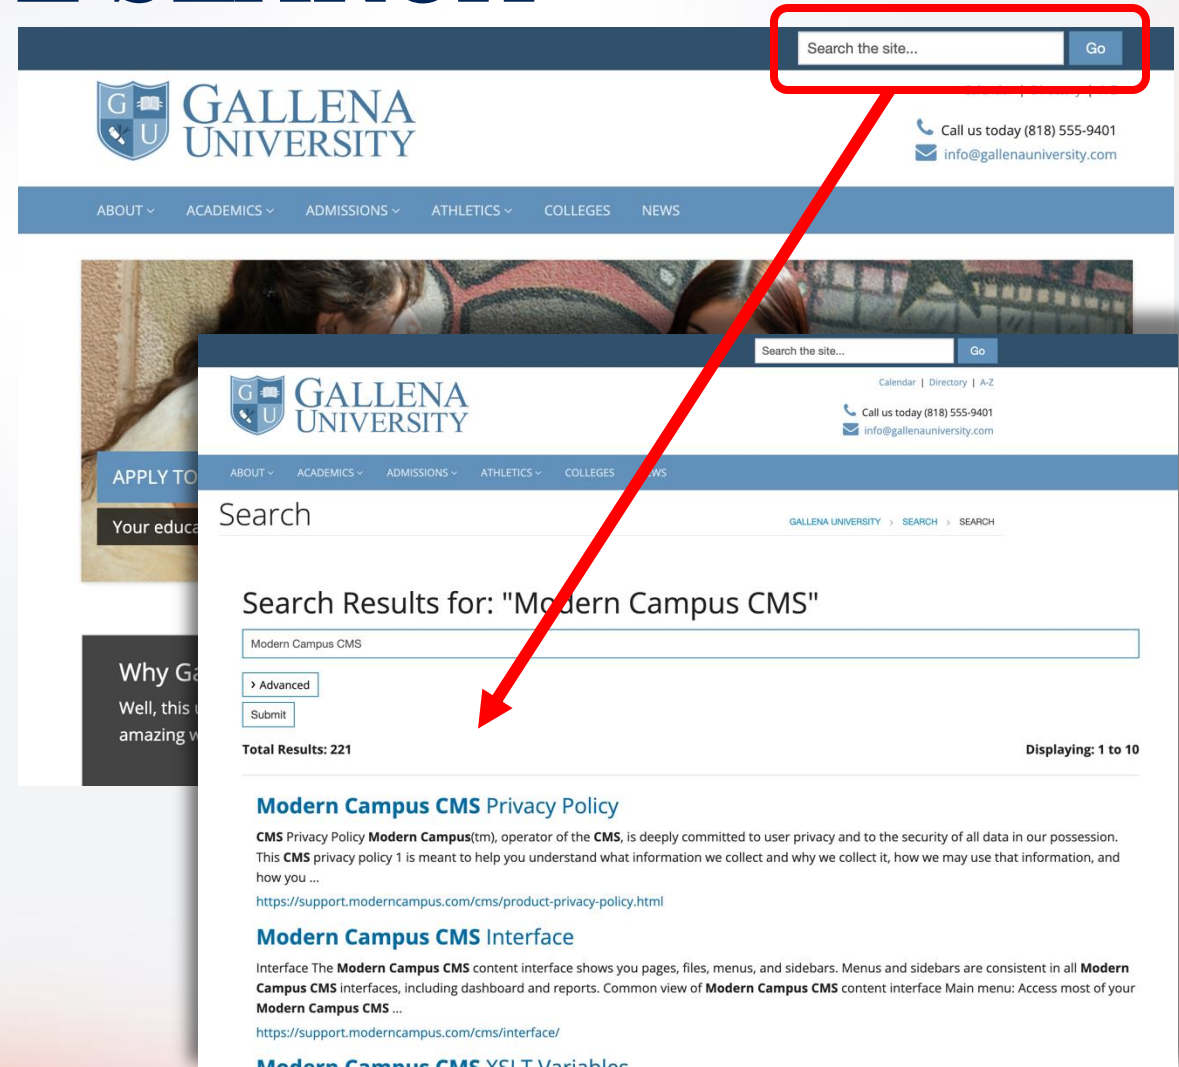 SEARCH
Search the site...
Go
G
U
GALLENA
UNIVERSITY
Call us today (818) 555-9401
info@gallenauniversity.com
ABOUT
ACADEMICS
ADMISSIONS
ATHLETICS
COLLEGES
NEWS
APPLY TO
Your educa
Why Ga
Well, this
amazing w
Search the site...
Go
G
U
GALLENA
UNIVERSITY
Calendar | Directory | A-Z
Call us today (818) 555-9401
info@gallenauniversity.com
ABOUT
ACADEMICS
ADMISSIONS
ATHLETICS
COLLEGES
Search
GALLENA UNIVERSITY › SEARCH › SEARCH
Search Results for: "Modern Campus CMS"
Modern Campus CMS
› Advanced
Submit
Total Results: 221
Displaying: 1 to 10
Modern Campus CMS Privacy Policy
CMS Privacy Policy Modern Campus(tm), operator of the CMS, is deeply committed to user privacy and to the security of all data in our possession.
This CMS privacy policy 1 is meant to help you understand what information we collect and why we collect it, how we may use that information, and
how you ...
https://support.moderncampus.com/cms/product-privacy-policy.html
Modern Campus CMS Interface
Interface The Modern Campus CMS content interface shows you pages, files, menus, and sidebars. Menus and sidebars are consistent in all Modern
Campus CMS interfaces, including dashboard and reports. Common view of Modern Campus CMS content interface Main menu: Access most of your
Modern Campus CMS ...
https://support.moderncampus.com/cms/interface/
Modern Campus CMS XSLT Variables